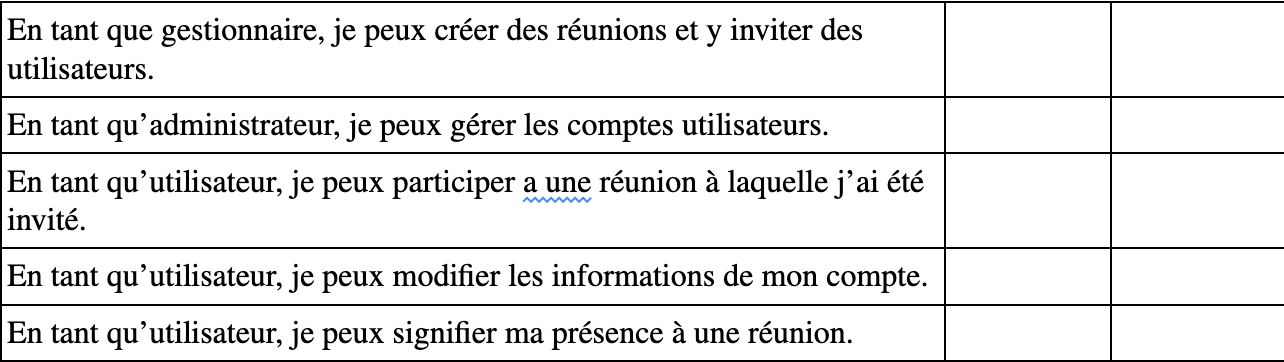 En tant que gestionnaire, je peux créer des réunions et y inviter des
utilisateurs.
En tant qu’administrateur, je peux gérer les comptes utilisateurs.
En tant qu’utilisateur, je peux participer a une réunion à laquelle j’ai été
invité.
En tant qu’utilisateur, je peux modifier les informations de mon compte.
En tant qu’utilisateur, je peux signifier ma présence à une réunion.